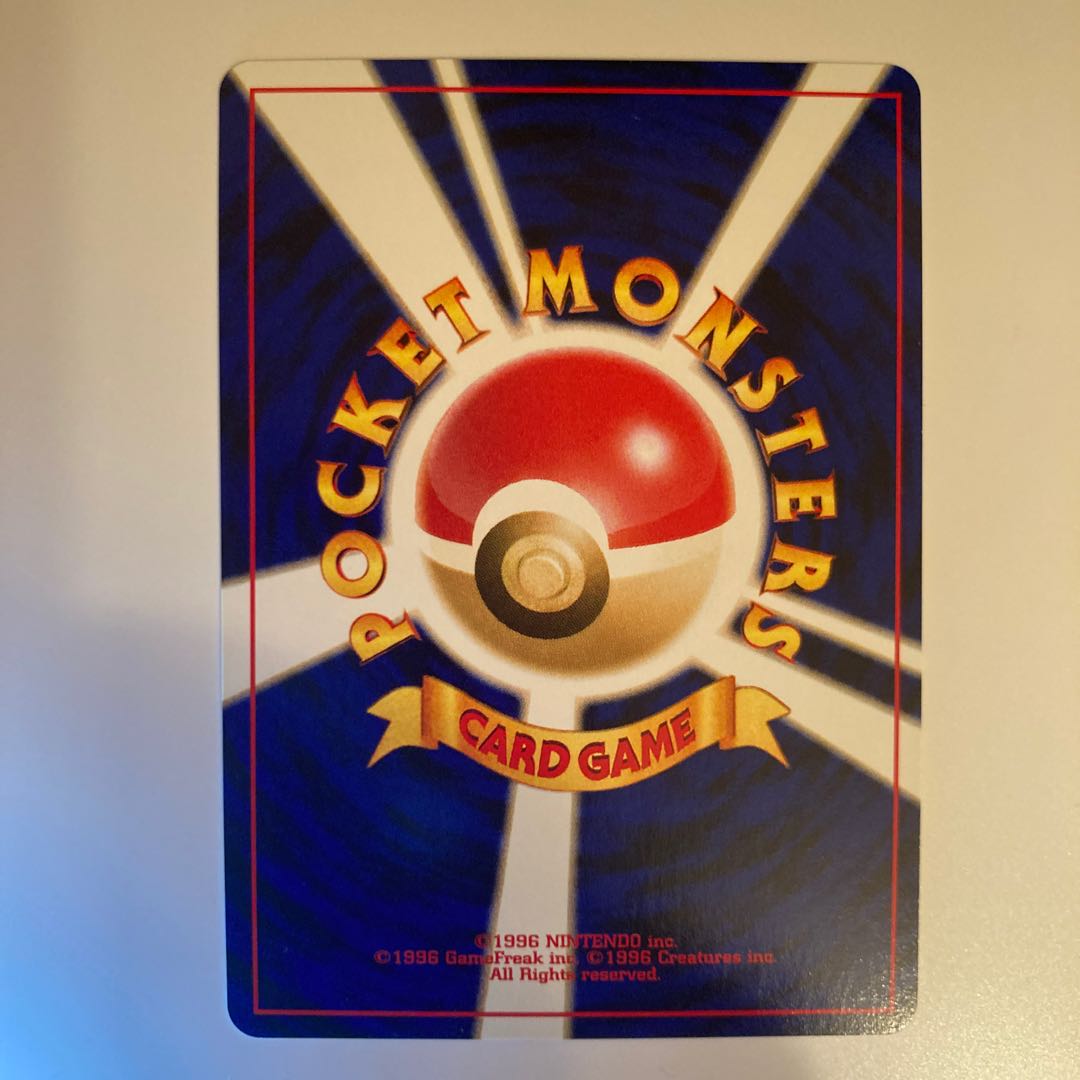 POCKET MONSTERS
CARD GAME
©1996 NINTENDO inc.
©1996 GameFreak inc. ©1996 Creatures inc.
All Rights reserved.